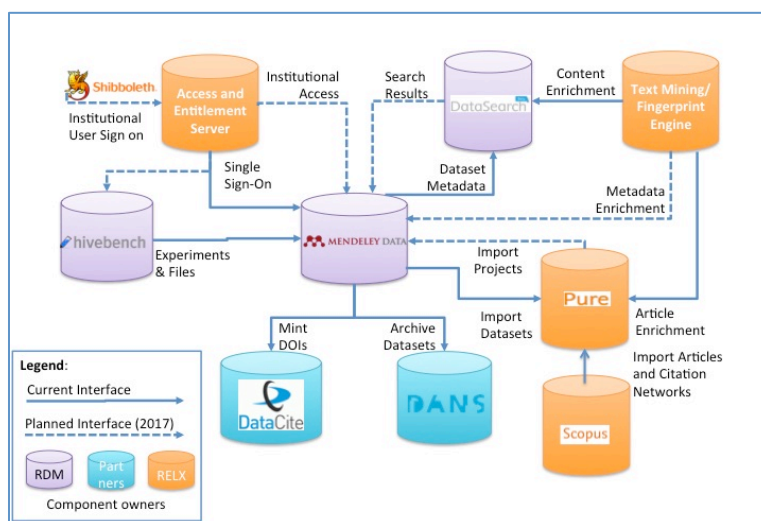 Shibboleth
Institutional
User Sign on
Access and
Entitlement
Server
Institutional
Access
Search
Results
DataSearch
Content
Enrichment
Text Mining/
Fingerprint
Engine
Single
Sign-On
Dataset
Metadata
Metadata
Enrichment
hivebench
Experiments
& Files
MENDELEY DATA
Import
Projects
Import
Datasets
Pure
Article
Enrichment
Mint
DOIs
Archive
Datasets
Import Articles
and Citation
Networks
DataCite
DANS
Scopus
Legend:
Current Interface
Planned Interface (2017)
RDM
Part
ners
RELX
Component owners